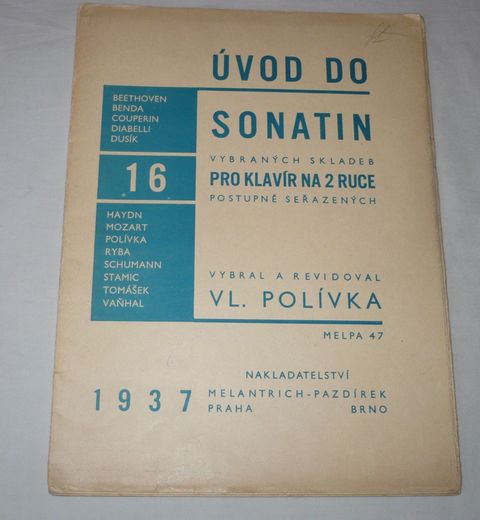 ÚVOD DO
SONATIN
BEETHOVEN
BENDA
COUPERIN
DIABELLI
DUSÍK
16
VYBRANÝCH SKLADEB
PRO KLAVÍR NA 2 RUCE
POSTUPNĚ SEŘAZENÝCH
HAYDN
MOZART
POLÍVKA
RYBA
SCHUMANN
STAMIC
TOMÁŠEK
VAŇHAL
VYBRAL A REVIDOVAL
VL. POLÍVKA
MELPA 47
1937
NAKLADATELSTVÍ
MELANTRICH-PAZDÍREK
PRAHA BRNO